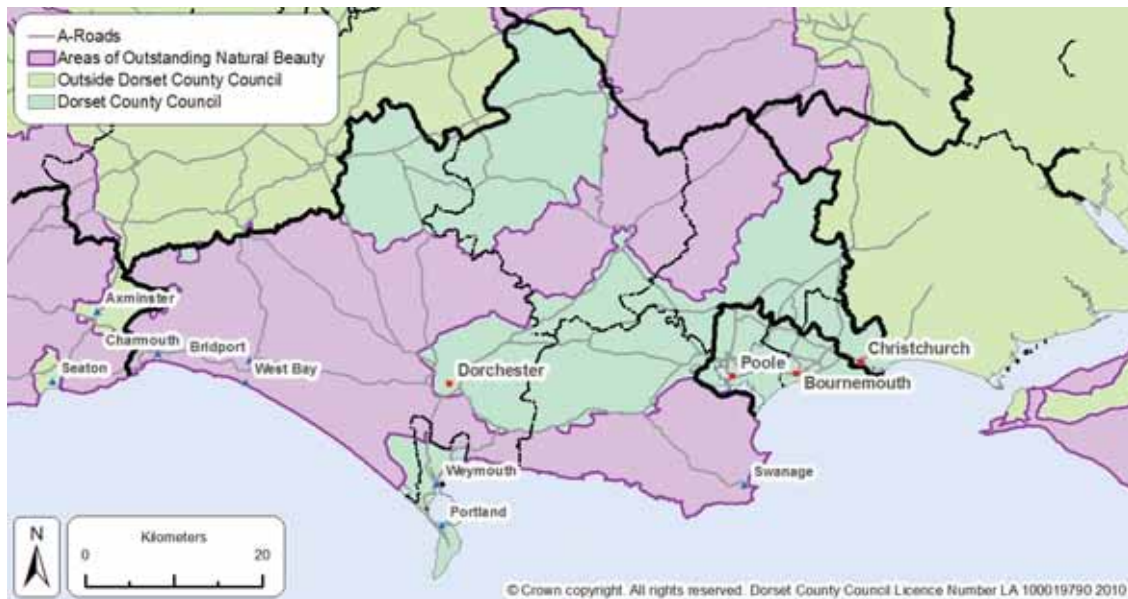 A-Roads
Areas of Outstanding Natural Beauty
Outside Dorset County Council
Dorset County Council
Axminster
Charmouth
Bridport
Seaton
West Bay
Dorchester
Poole
Christchurch
Bournemouth
Weymouth
Swanage
Portland
N
Kilometers
0 20
© Crown copyright. All rights reserved. Dorset County Council Licence Number LA 100019790 2010